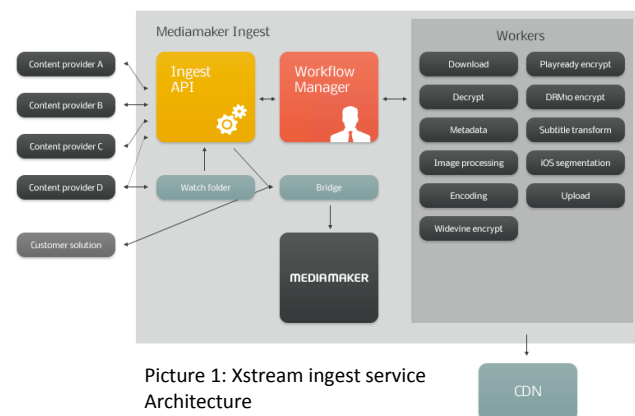 Mediamaker Ingest
Workers
Content provider A
Content provider B
Content provider C
Content provider D
Customer solution
Ingest
API
Workflow
Manager
Watch folder
Bridge
MEDIAMAKER
Download
Playready encrypt
Decrypt
DRM10 encrypt
Metadata
Subtitle transform
Image processing
iOS segmentation
Encoding
Upload
Widevine encrypt
CDN
Picture 1: Xstream ingest service
Architecture